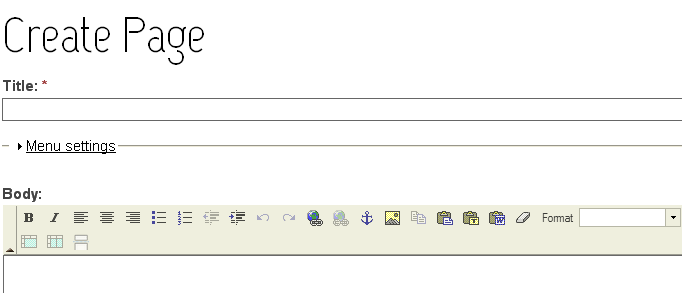 Create Page
Title: *
Menu settings
Body:
B I Format